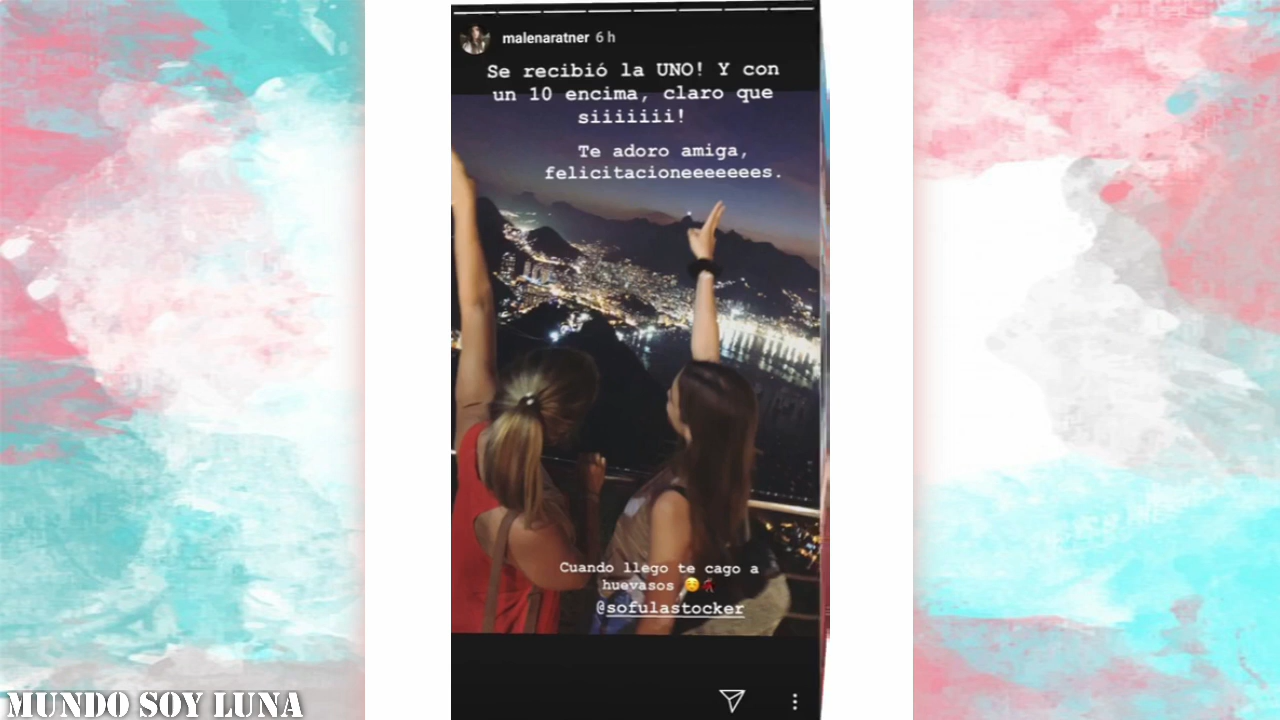 malenaratner 6 h
Se recibió la UNO! Y con
un 10 encima, claro que
siiiiiii!
Te adoro amiga,
felicitacioneeeeeees.
Cuando llego te cago a
huevasos ☺️💃
@sofulastocker
MUNDO SOY LUNA